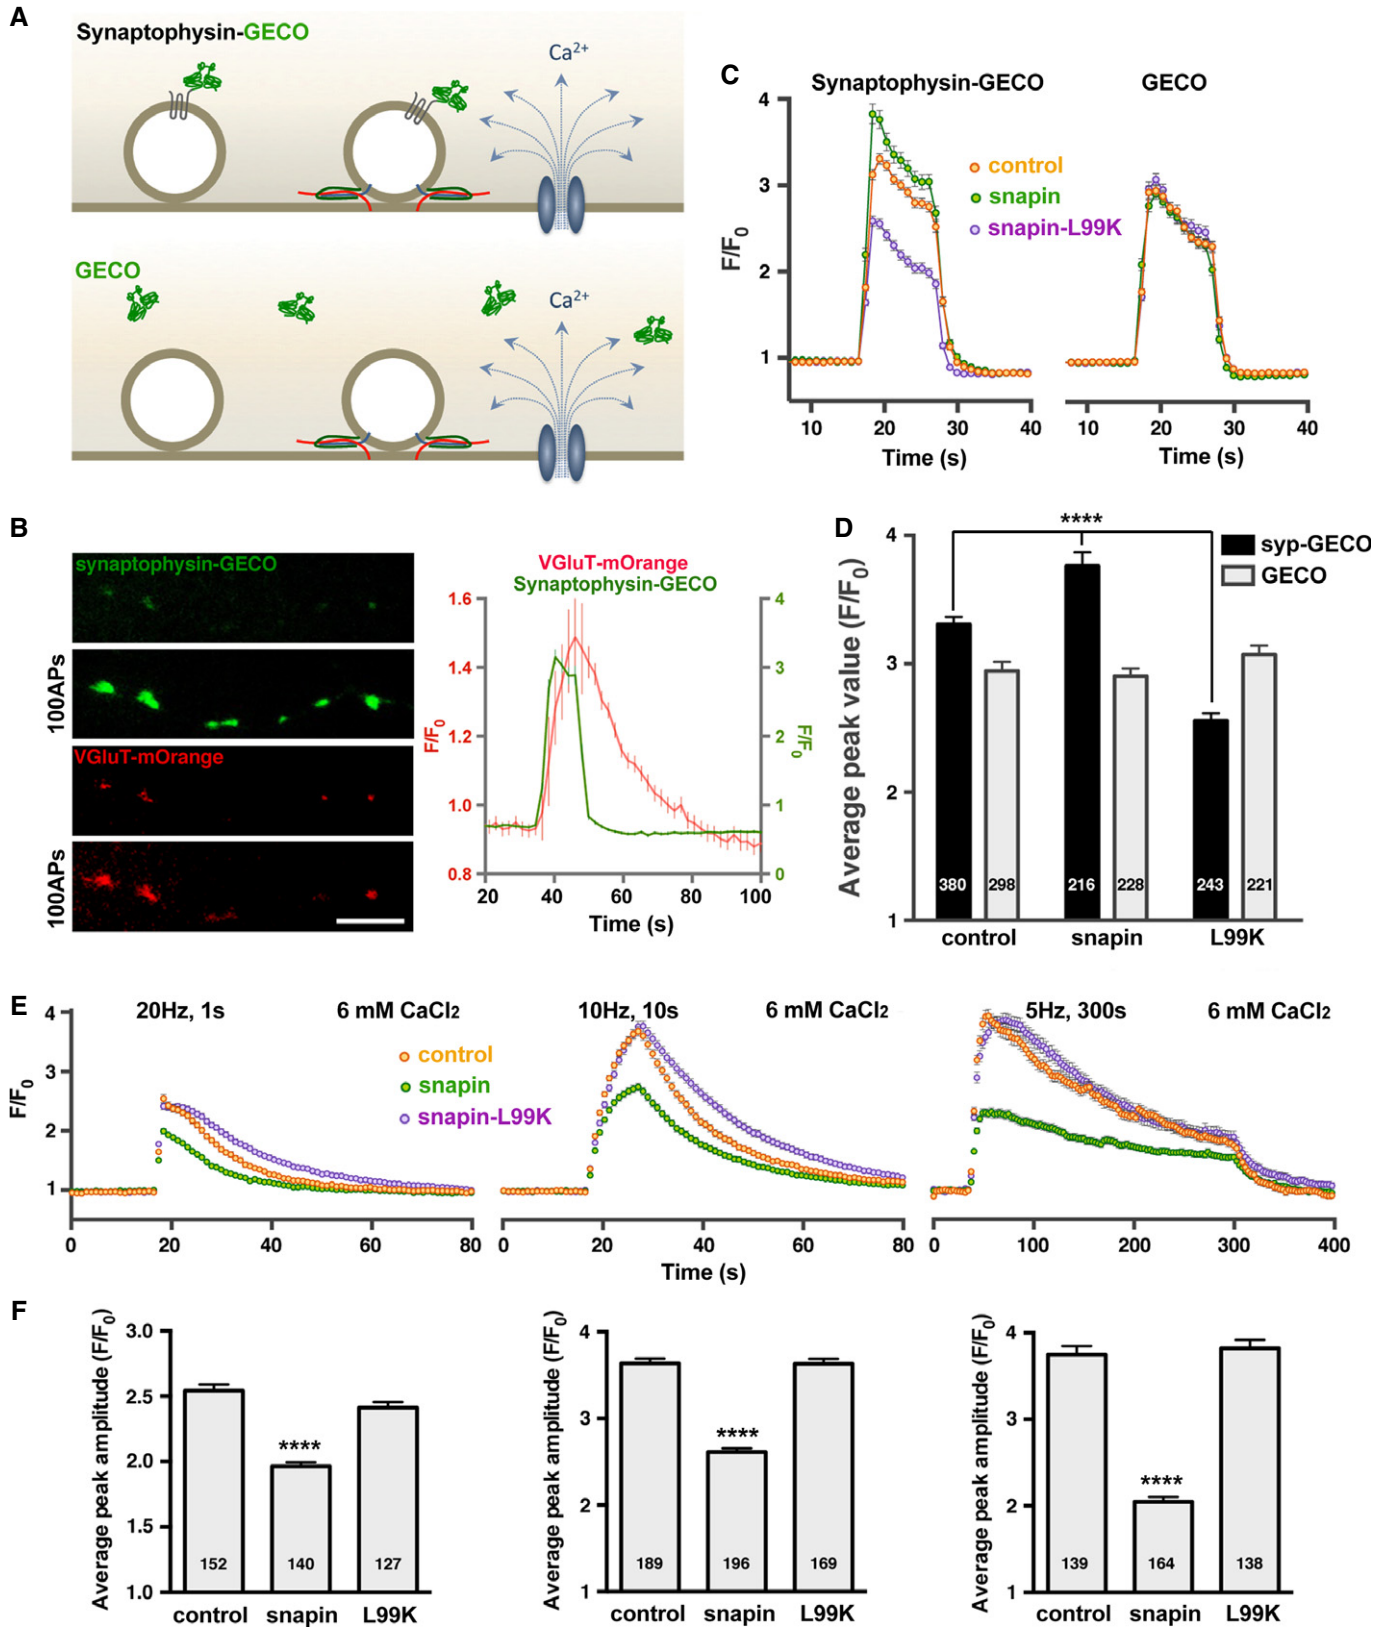 A
Synaptophysin-GECO
Ca2+
GECO
Ca2+
C
Synaptophysin-GECO
GECO
control
snapin
snapin-L99K
F/F0
4
3
2
1
10 20 30 40
10 20 30 40
Time (s)
Time (s)
B
synaptophysin-GECO
100APs
VGluT-mOrange
100APs
VGluT-mOrange
Synaptophysin-GECO
1.6
1.4
1.2
1.0
0.8
F/F0
4
3
2
1
0
F/F0
20 40 60 80 100
Time (s)
D
****
syp-GECO
GECO
Average peak value (F/F0)
4
3
2
1
380 298 216 228 243 221
control snapin L99K
E
20Hz, 1s 6 mM CaCl2
10Hz, 10s 6 mM CaCl2
5Hz, 300s 6 mM CaCl2
control
snapin
snapin-L99K
F/F0
4
3
2
1
0 20 40 60 80
0 20 40 60 80
0 100 200 300 400
Time (s)
F
Average peak amplitude (F/F0)
3.0
2.5
2.0
1.5
1.0
****
152 140 127
control snapin L99K
Average peak amplitude (F/F0)
4
3
2
1
****
189 196 169
control snapin L99K
Average peak amplitude (F/F0)
4
3
2
1
****
139 164 138
control snapin L99K